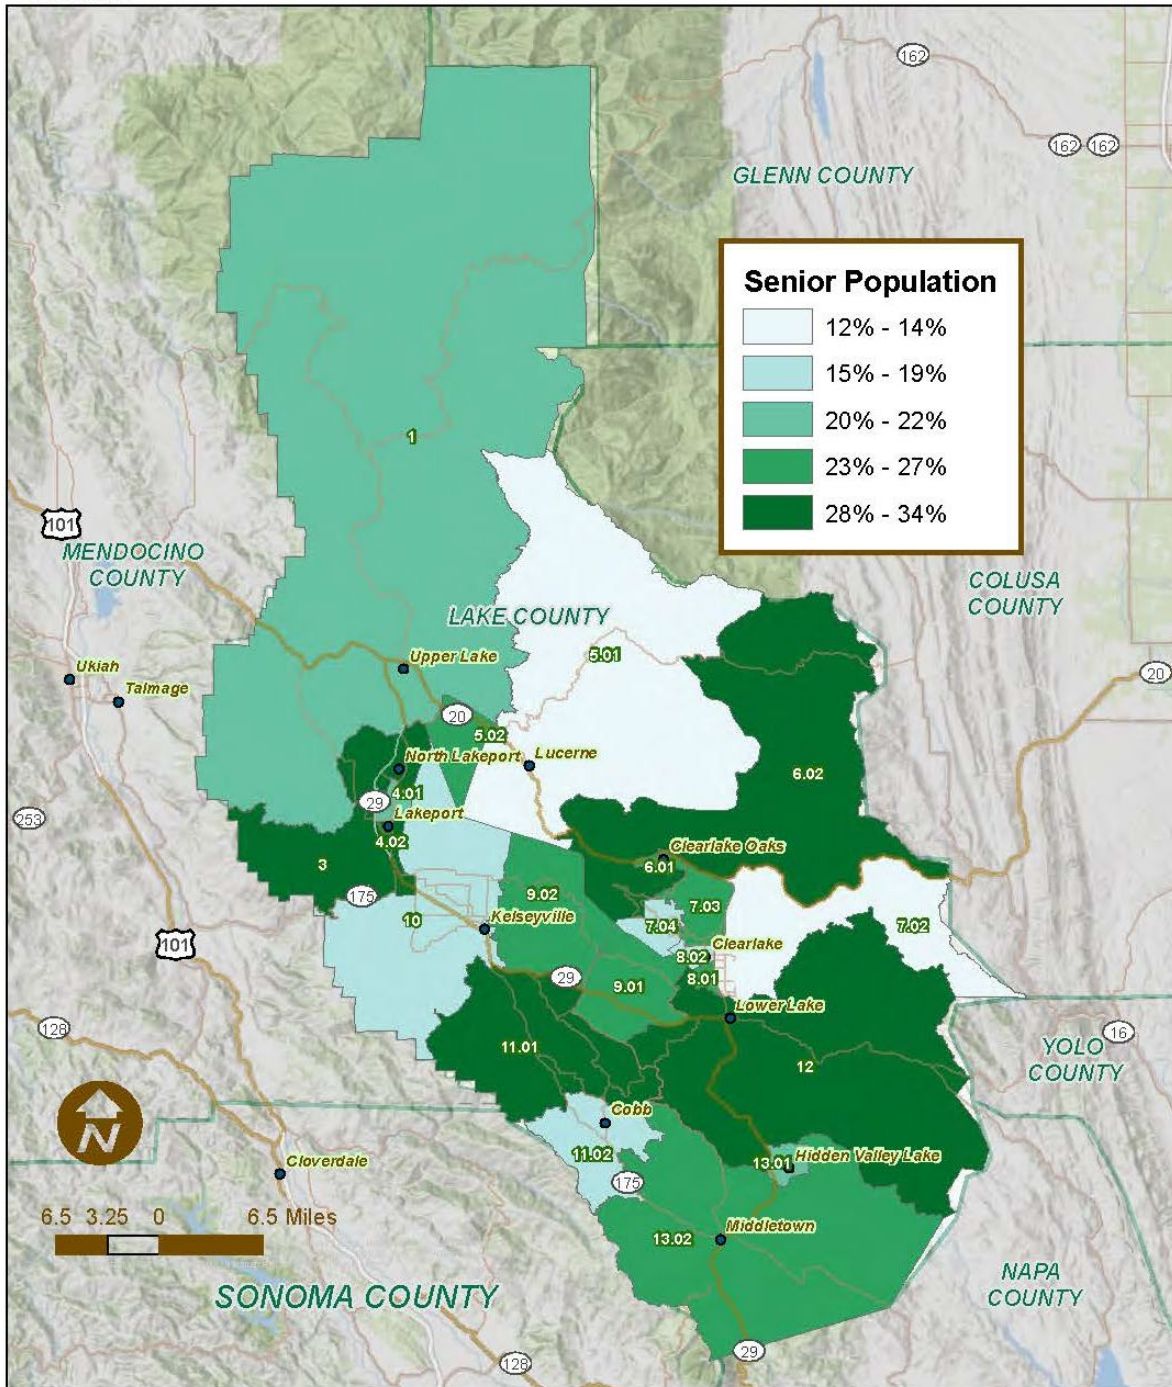 162
162
162
GLENN COUNTY
Senior Population
12% - 14%
15% - 19%
20% - 22%
23% - 27%
28% - 34%
1
101
MENDOCINO
COUNTY
COLUSA
COUNTY
LAKE COUNTY
5.01
Upper Lake
Ukiah
Talmage
20
20
5.02
North Lakeport
Lucerne
6.02
4.01
29
Lakeport
253
4.02
Clearlake Oaks
3
6.01
175
9.02
7.03
10
Kelseyville
7.04
7.02
101
Clearlake
8.02
29
9.01
8.01
Lower Lake
128
16
11.01
YOLO
COUNTY
12
N
Cobb
11.02
13.01
Hidden Valley Lake
Cloverdale
175
6.5 3.25 0 6.5 Miles
13.02
Middletown
SONOMA COUNTY
NAPA
COUNTY
29
128